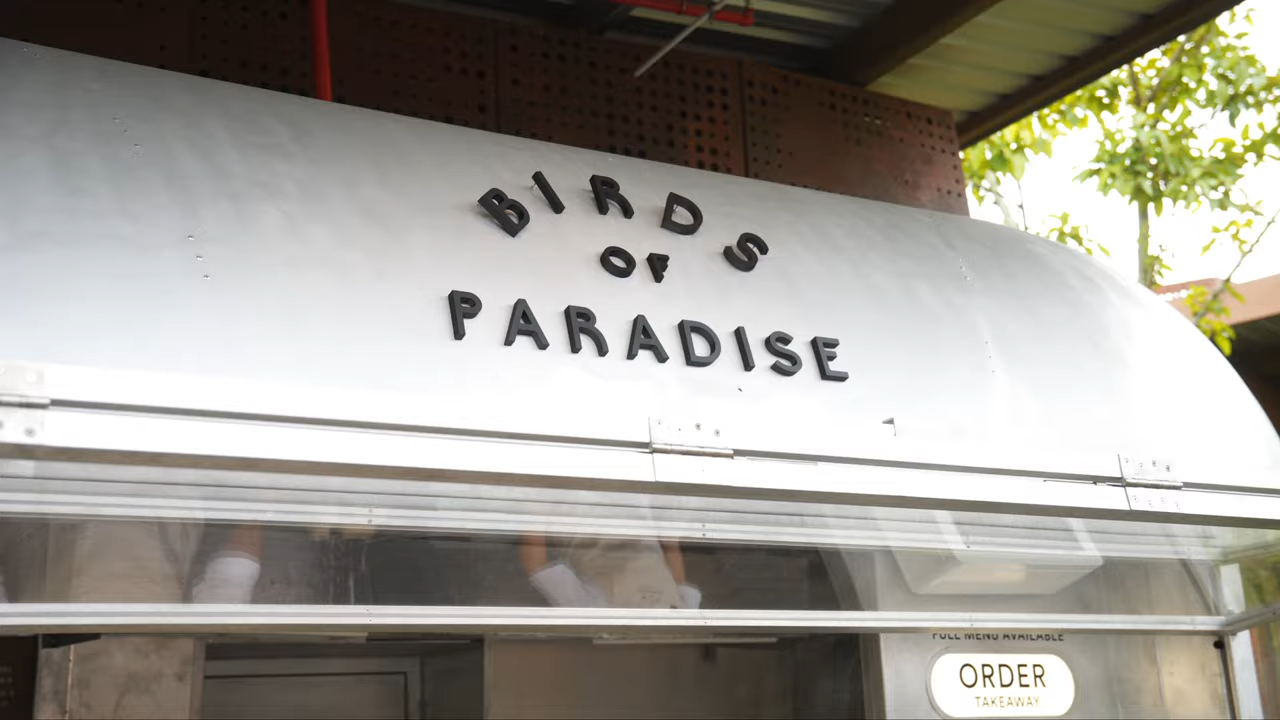 BIRDS
OF
PARADISE
FULL MENU AVAILABLE
ORDER
TAKEAWAY